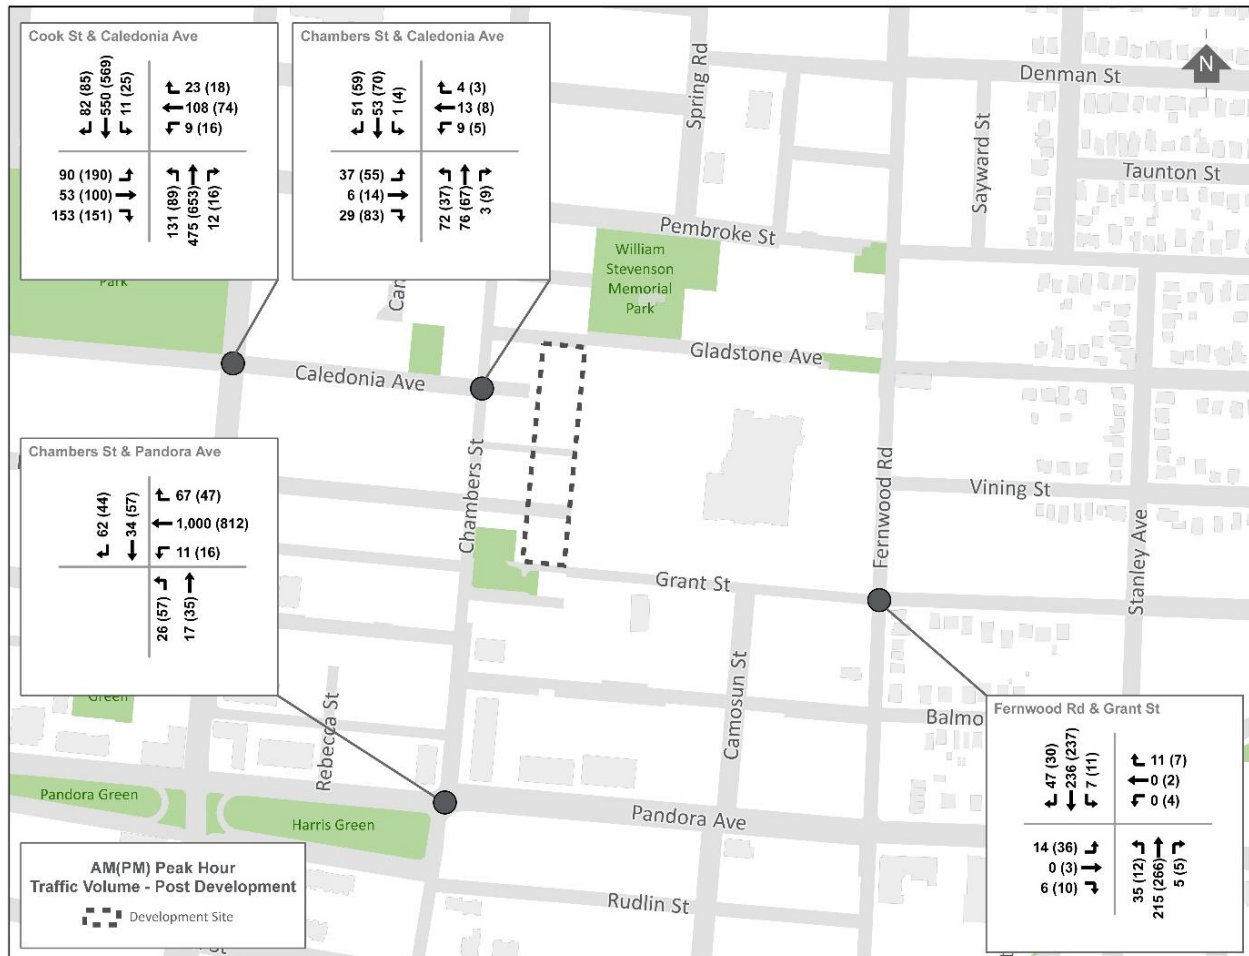 Cook St & Caledonia Ave
82 (85)
550 (569)
11 (25)
23 (18)
108 (74)
9 (16)
90 (190)
53 (100)
153 (151)
131 (89)
475 (653)
12 (16)
Chambers St & Caledonia Ave
51 (59)
53 (70)
1 (4)
4 (3)
13 (8)
9 (5)
37 (55)
6 (14)
29 (83)
72 (37)
76 (67)
3 (9)
Spring Rd
N
Denman St
Sayward St
Taunton St
Pembroke St
William
Stevenson
Memorial
Park
Park
Gladstone Ave
Caledonia Ave
Chambers St & Pandora Ave
62 (44)
34 (57)
67 (47)
1,000 (812)
11 (16)
26 (57)
17 (35)
Chambers St
Fernwood Rd
Vining St
Stanley Ave
Grant St
Camosun St
Green
Rebecca St
Balmo
Pandora Green
Harris Green
Pandora Ave
Fernwood Rd & Grant St
47 (30)
236 (237)
7 (11)
11 (7)
0 (2)
0 (4)
14 (36)
0 (3)
6 (10)
35 (12)
215 (266)
5 (5)
AM(PM) Peak Hour
Traffic Volume - Post Development
Development Site
Rudlin St
St